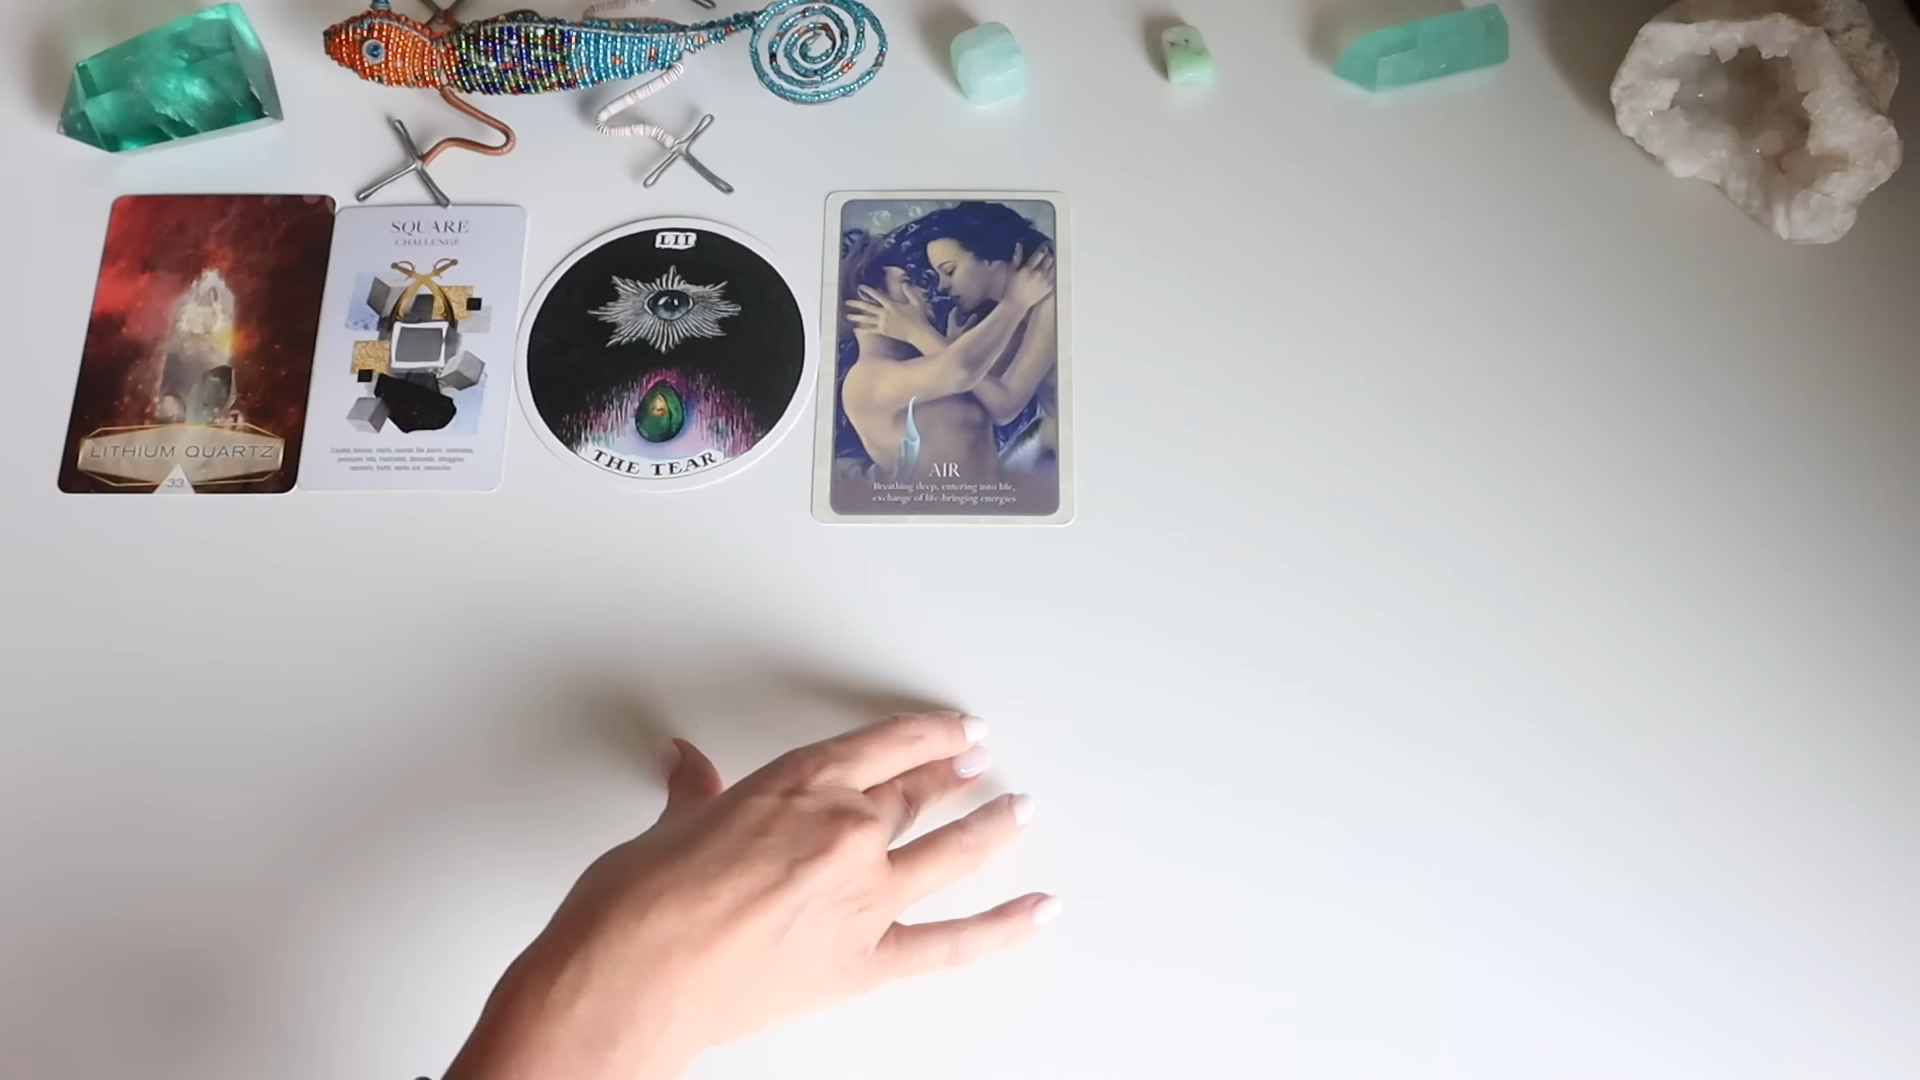 LITHIUM QUARTZ
33
SQUARE
CHALLENGE
LII
THE TEAR
AIR
Breathing deep, entering into life,
exchange of life-bringing energies